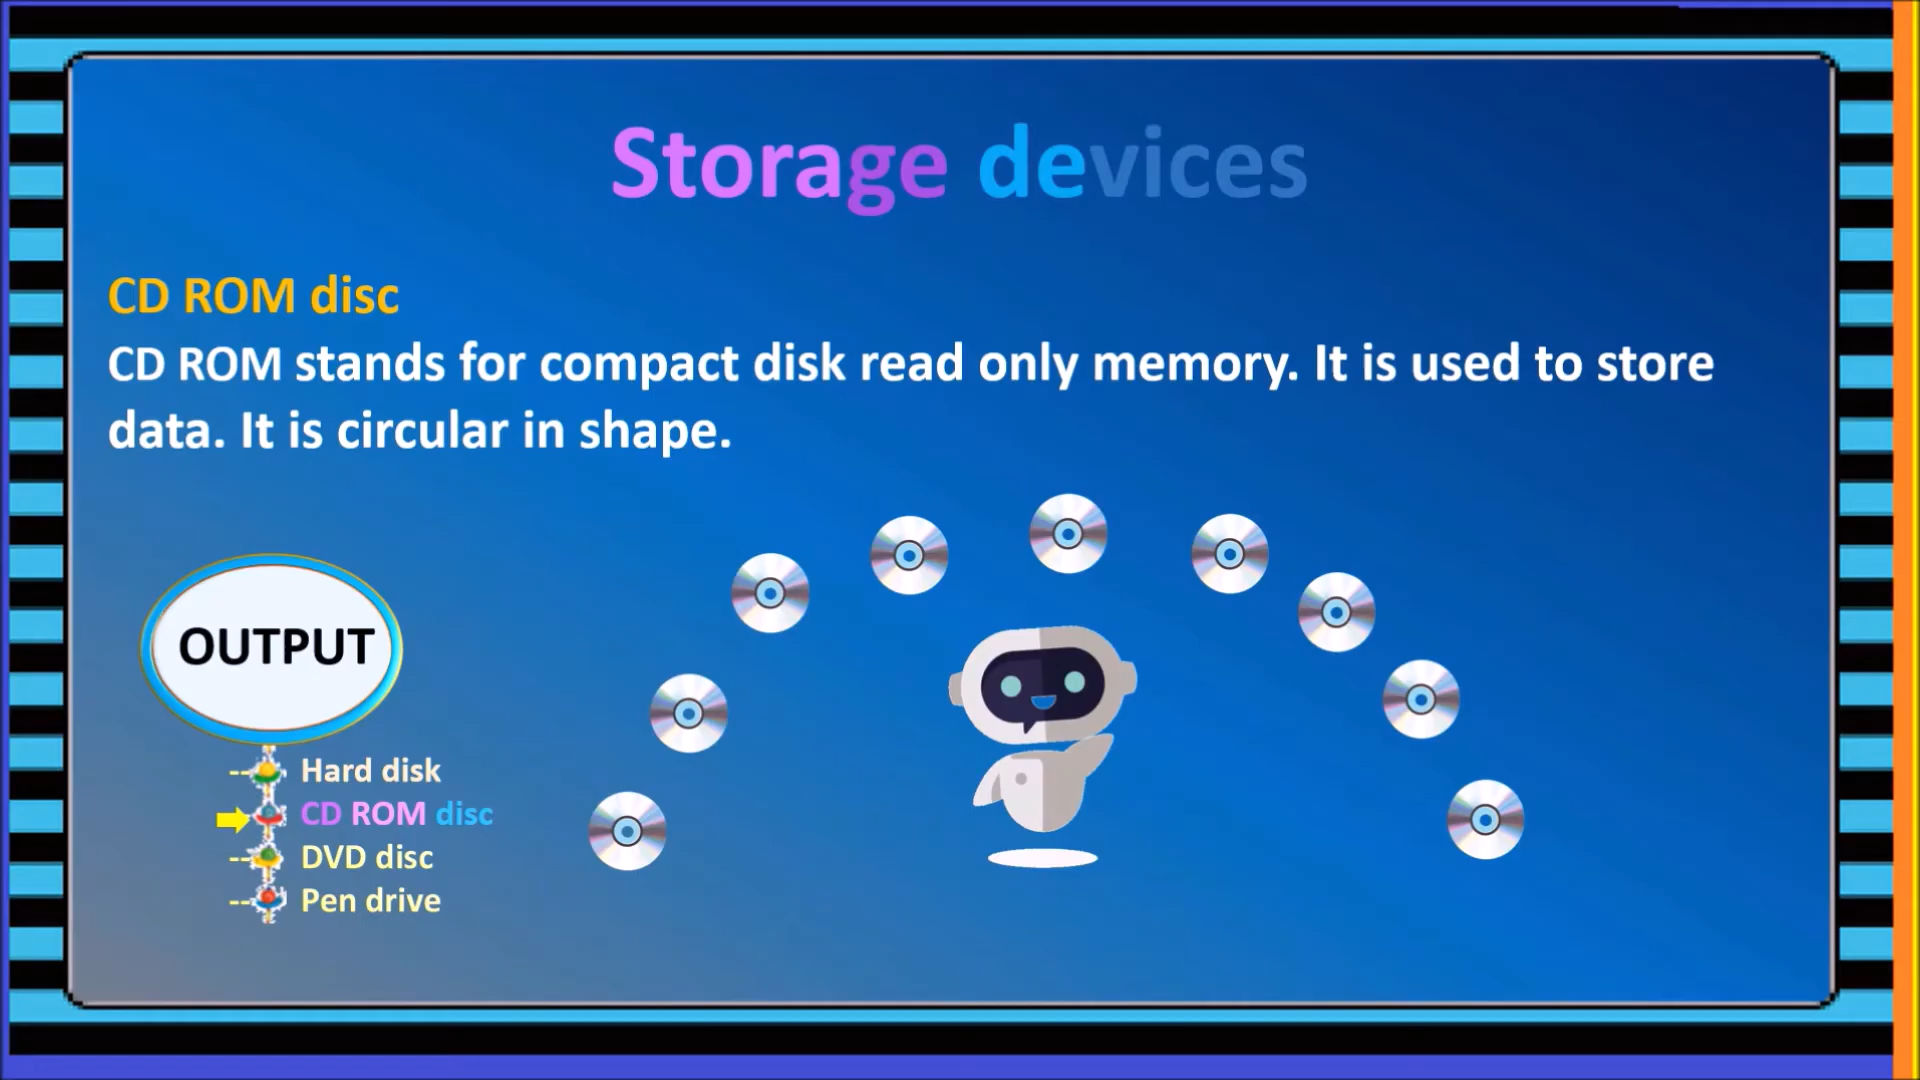 Storage devices
CD ROM disc
CD ROM stands for compact disk read only memory. It is used to store
data. It is circular in shape.
OUTPUT
Hard disk
CD ROM disc
DVD disc
Pen drive